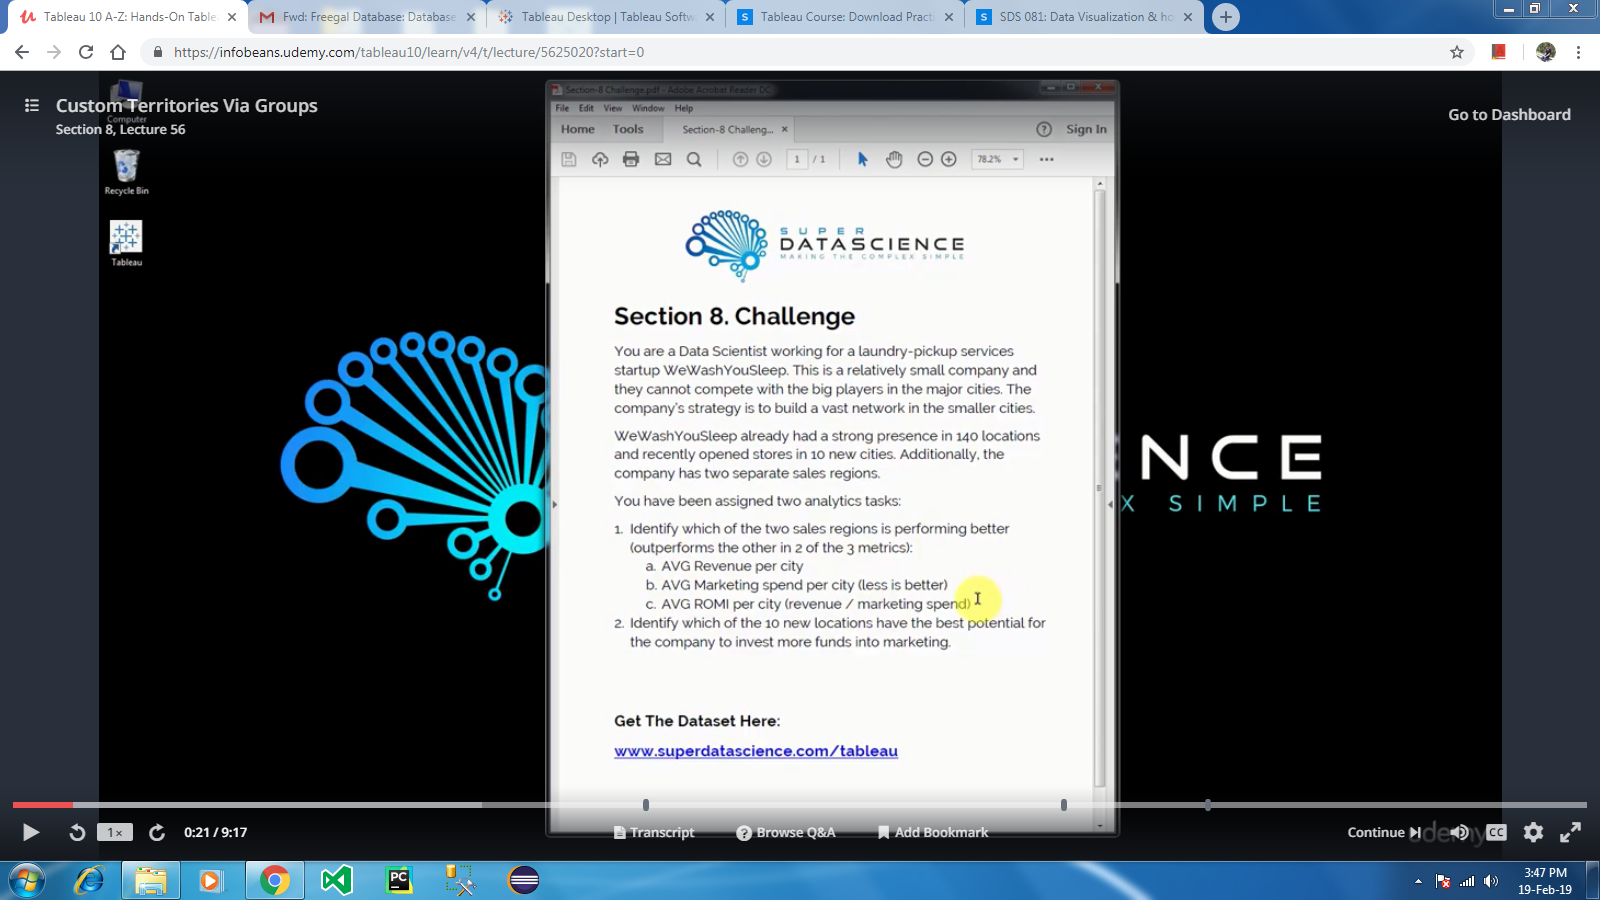 Tableau 10 A-Z: Hands-On Table
Fwd: Freegal Database: Database
Tableau Desktop | Tableau Softw
Tableau Course: Download Practi
SDS 081: Data Visualization & ho
https://infobeans.udemy.com/tableau10/learn/v4/t/lecture/5625020?start=0
Custom Territories Via Groups
Section 8, Lecture 56
Go to Dashboard
Computer
Recycle Bin
Tableau
Section-8 Challenge.pdf - Adobe Acrobat Reader DC
File Edit View Window Help
Home Tools Section-8 Challeng... Sign In
1 / 1 78.2%
SUPER
DATASCIENCE
MAKING THE COMPLEX SIMPLE
Section 8. Challenge
You are a Data Scientist working for a laundry-pickup services
startup WeWashYouSleep. This is a relatively small company and
they cannot compete with the big players in the major cities. The
company's strategy is to build a vast network in the smaller cities.
WeWashYouSleep already had a strong presence in 140 locations
and recently opened stores in 10 new cities. Additionally, the
company has two separate sales regions.
You have been assigned two analytics tasks:
1. Identify which of the two sales regions is performing better
(outperforms the other in 2 of the 3 metrics):
a. AVG Revenue per city
b. AVG Marketing spend per city (less is better)
c. AVG ROMI per city (revenue / marketing spend)
2. Identify which of the 10 new locations have the best potential for
the company to invest more funds into marketing.
Get The Dataset Here:
www.superdatascience.com/tableau
NCE
X SIMPLE
1x 0:21 / 9:17 Transcript Browse Q&A Add Bookmark Continue CC
udemy
PC
3:47 PM
19-Feb-19